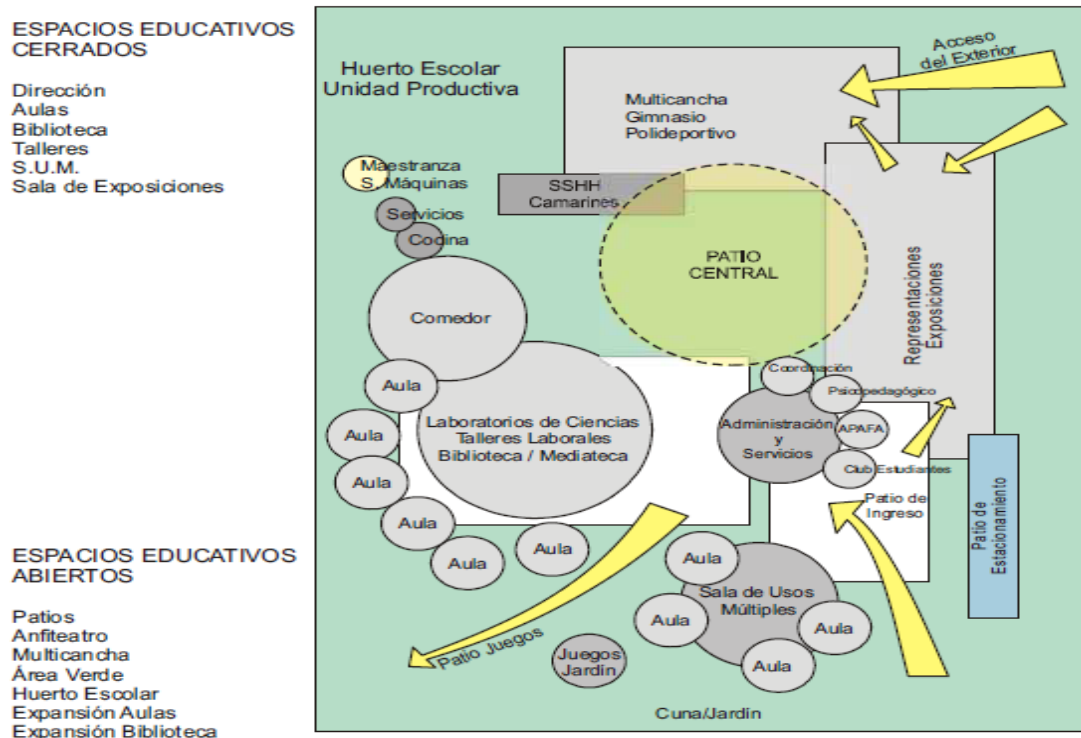 ESPACIOS EDUCATIVOS
CERRADOS
Dirección
Aulas
Biblioteca
Talleres
S.U.M.
Sala de Exposiciones
ESPACIOS EDUCATIVOS
ABIERTOS
Patios
Anfiteatro
Multicancha
Área Verde
Huerto Escolar
Expansión Aulas
Expansión Biblioteca
Huerto Escolar
Unidad Productiva
Acceso
del Exterior
Multicancha
Gimnasio
Polideportivo
Maestranza
S. Máquinas
SSHH
Camarines
Servicios
Codina
PATIO
CENTRAL
Representaciones
Exposiciones
Comedor
Coordinación
Psicopedagógico
Aula
Laboratorios de Ciencias
Talleres Laborales
Biblioteca / Mediateca
Administración
y
Servicios
APAFA
Club Estudiantes
Aula
Aula
Aula
Aula
Aula
Patio de
Ingreso
Patio de
Estacionamiento
Aula
Sala de Usos
Múltiples
Aula
Aula
Aula
Patio Juegos
Juegos
Jardín
Cuna/Jardín